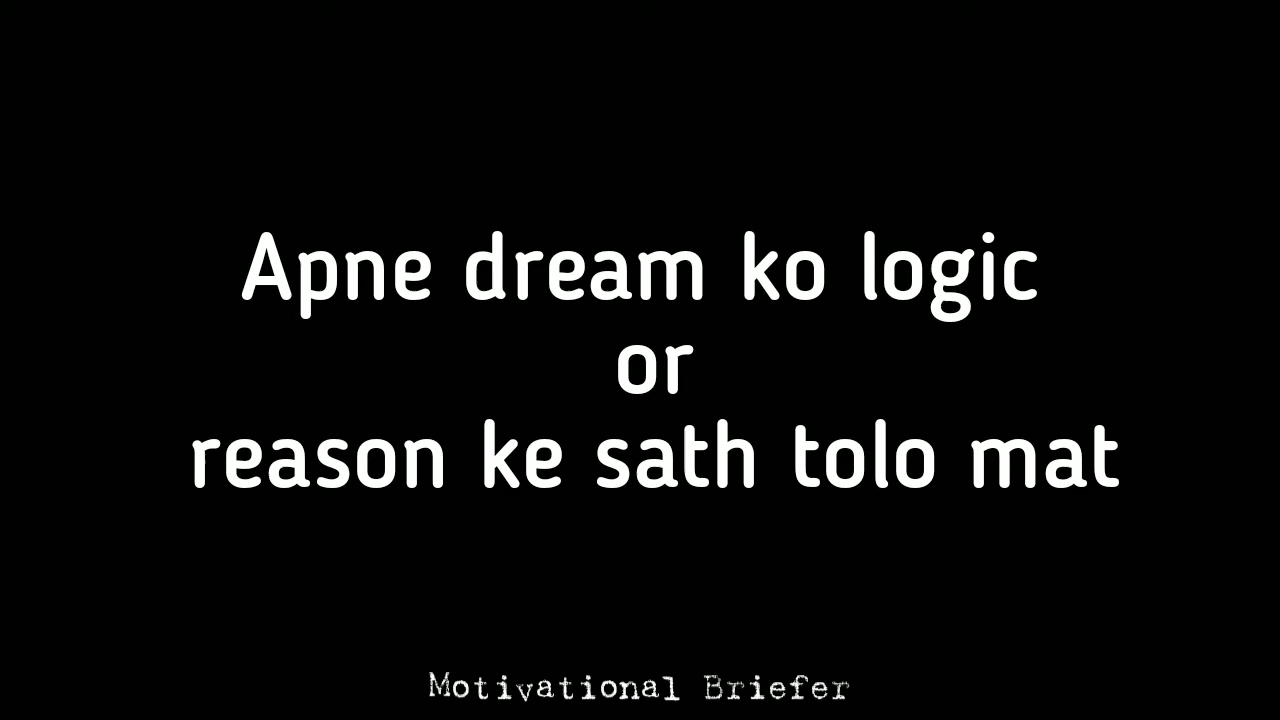 Apne dream ko logic
or
reason ke sath tolo mat
Motivational Briefer